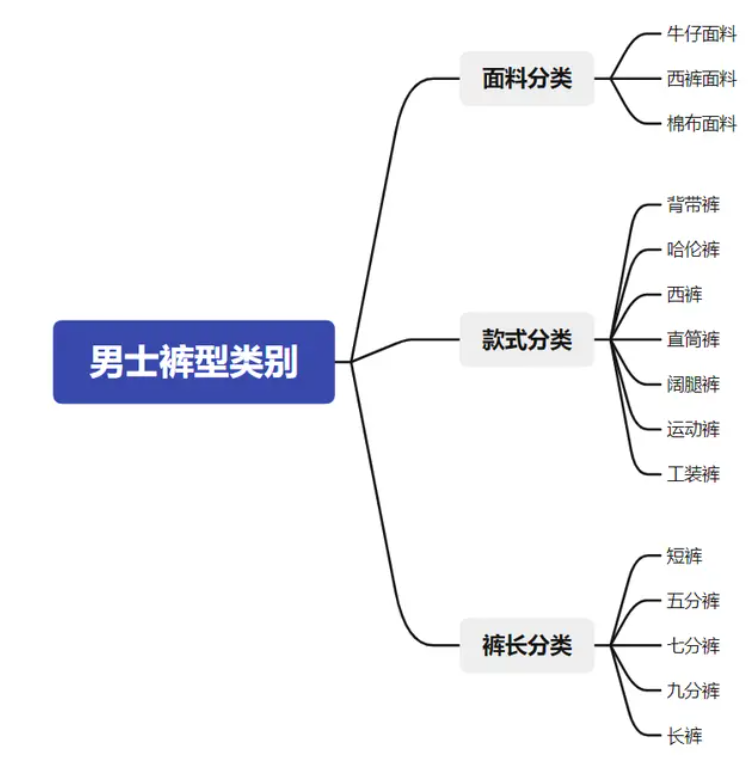 男士裤型类别
面料分类
牛仔面料
西裤面料
棉布面料
款式分类
背带裤
哈伦裤
西裤
直筒裤
阔腿裤
运动裤
工装裤
裤长分类
短裤
五分裤
七分裤
九分裤
长裤